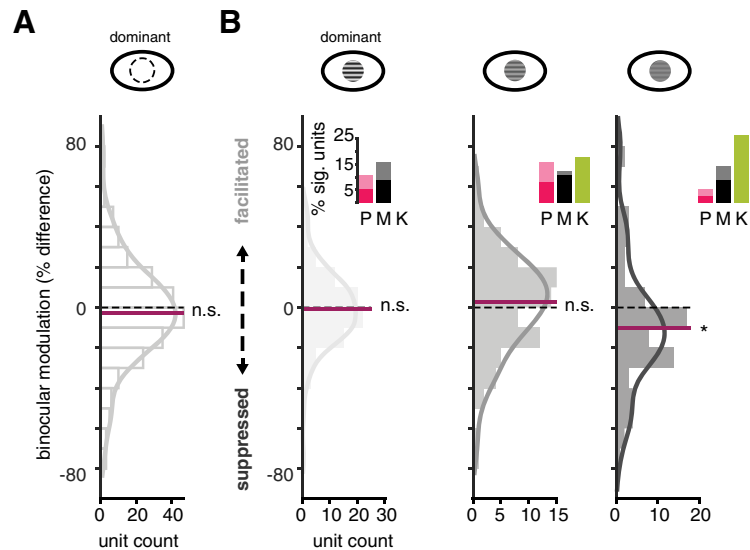 A
B
dominant
dominant
binocular modulation (% difference)
80
0
-80
n.s.
0
20
40
unit count
facilitated
suppressed
80
0
-80
% sig. units
25
15
5
P M K
n.s.
0
10
20
30
unit count
P M K
n.s.
0
5
10
15
P M K
*
0
10
20